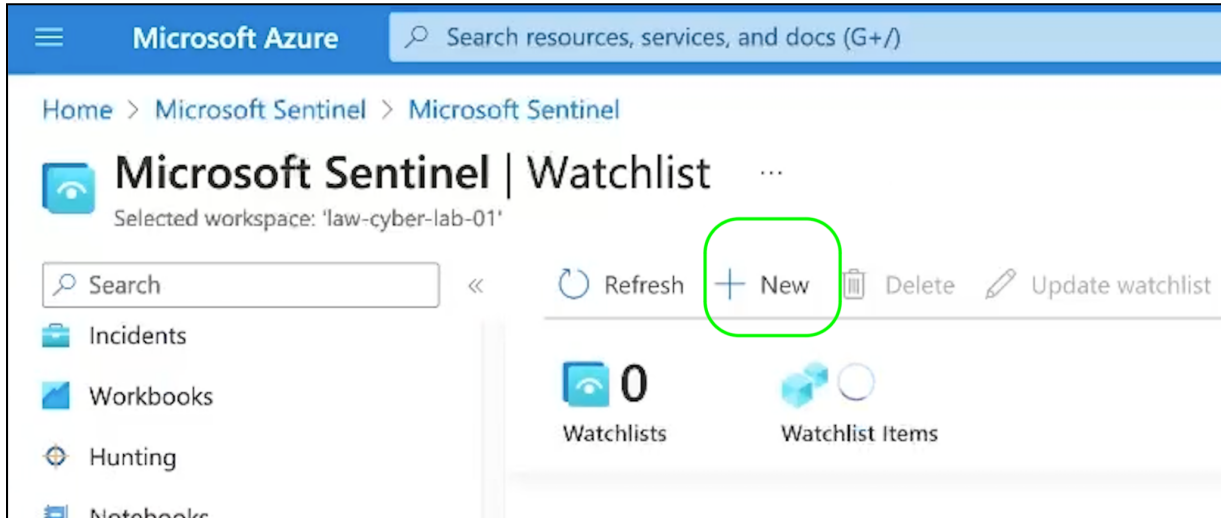 Microsoft Azure
Search resources, services, and docs (G+/)
Home > Microsoft Sentinel > Microsoft Sentinel
Microsoft Sentinel | Watchlist ...
Selected workspace: 'law-cyber-lab-01'
Search «
Refresh + New Delete Update watchlist
Incidents
0
Workbooks
Watchlists Watchlist Items
Hunting
Notebooks